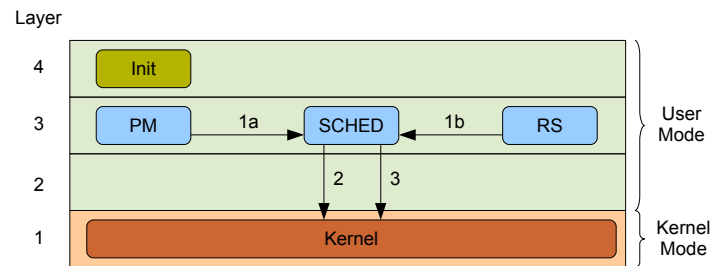 Layer
4
Init
3
PM
1a
SCHED
1b
RS
User
Mode
2
2
3
1
Kernel
Kernel
Mode